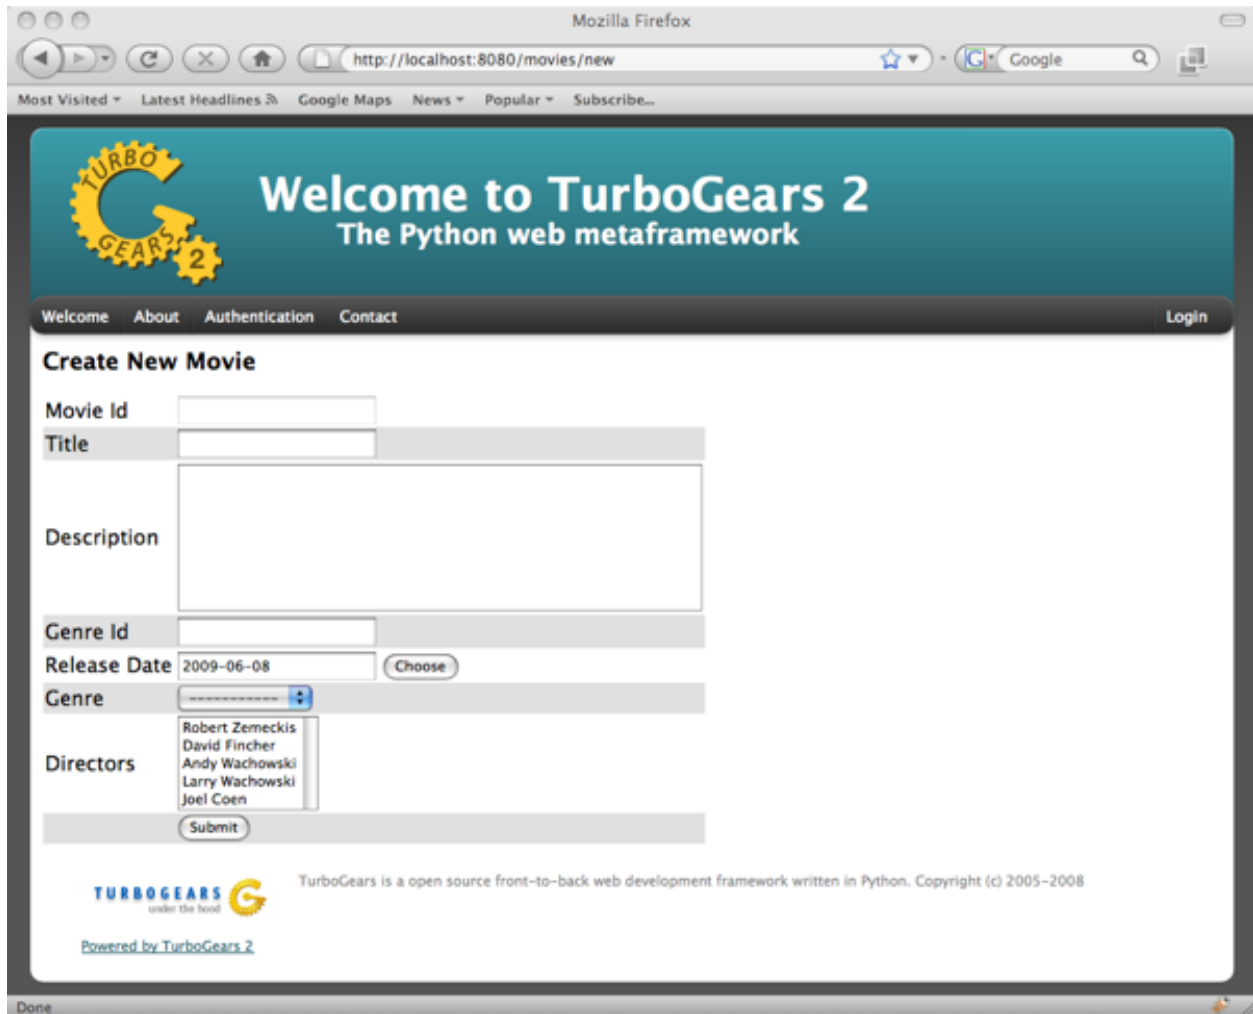 Mozilla Firefox
http://localhost:8080/movies/new
Google
Most Visited Latest Headlines Google Maps News Popular Subscribe...
TURBO
GEARS
2
Welcome to TurboGears 2
The Python web metaframework
Welcome About Authentication Contact Login
Create New Movie
Movie Id
Title
Description
Genre Id
Release Date 2009-06-08 Choose
Genre -----------
Directors
Robert Zemeckis
David Fincher
Andy Wachowski
Larry Wachowski
Joel Coen
Submit
TURBOGEARS
under the hood
TurboGears is a open source front-to-back web development framework written in Python. Copyright (c) 2005-2008
Powered by TurboGears 2
Done